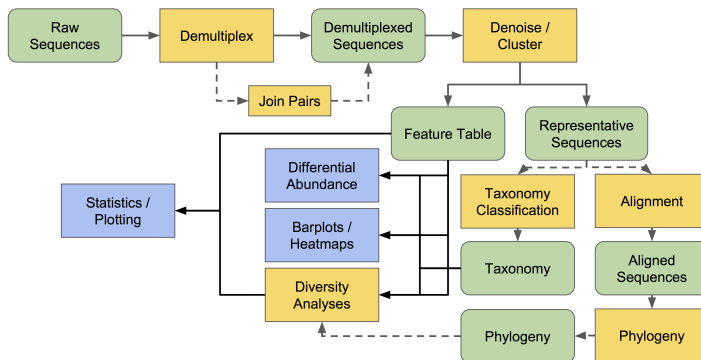 Raw
Sequences
Demultiplex
Demultiplexed
Sequences
Denoise /
Cluster
Join Pairs
Feature Table
Representative
Sequences
Differential
Abundance
Statistics /
Plotting
Taxonomy
Classification
Alignment
Barplots /
Heatmaps
Taxonomy
Aligned
Sequences
Diversity
Analyses
Phylogeny
Phylogeny